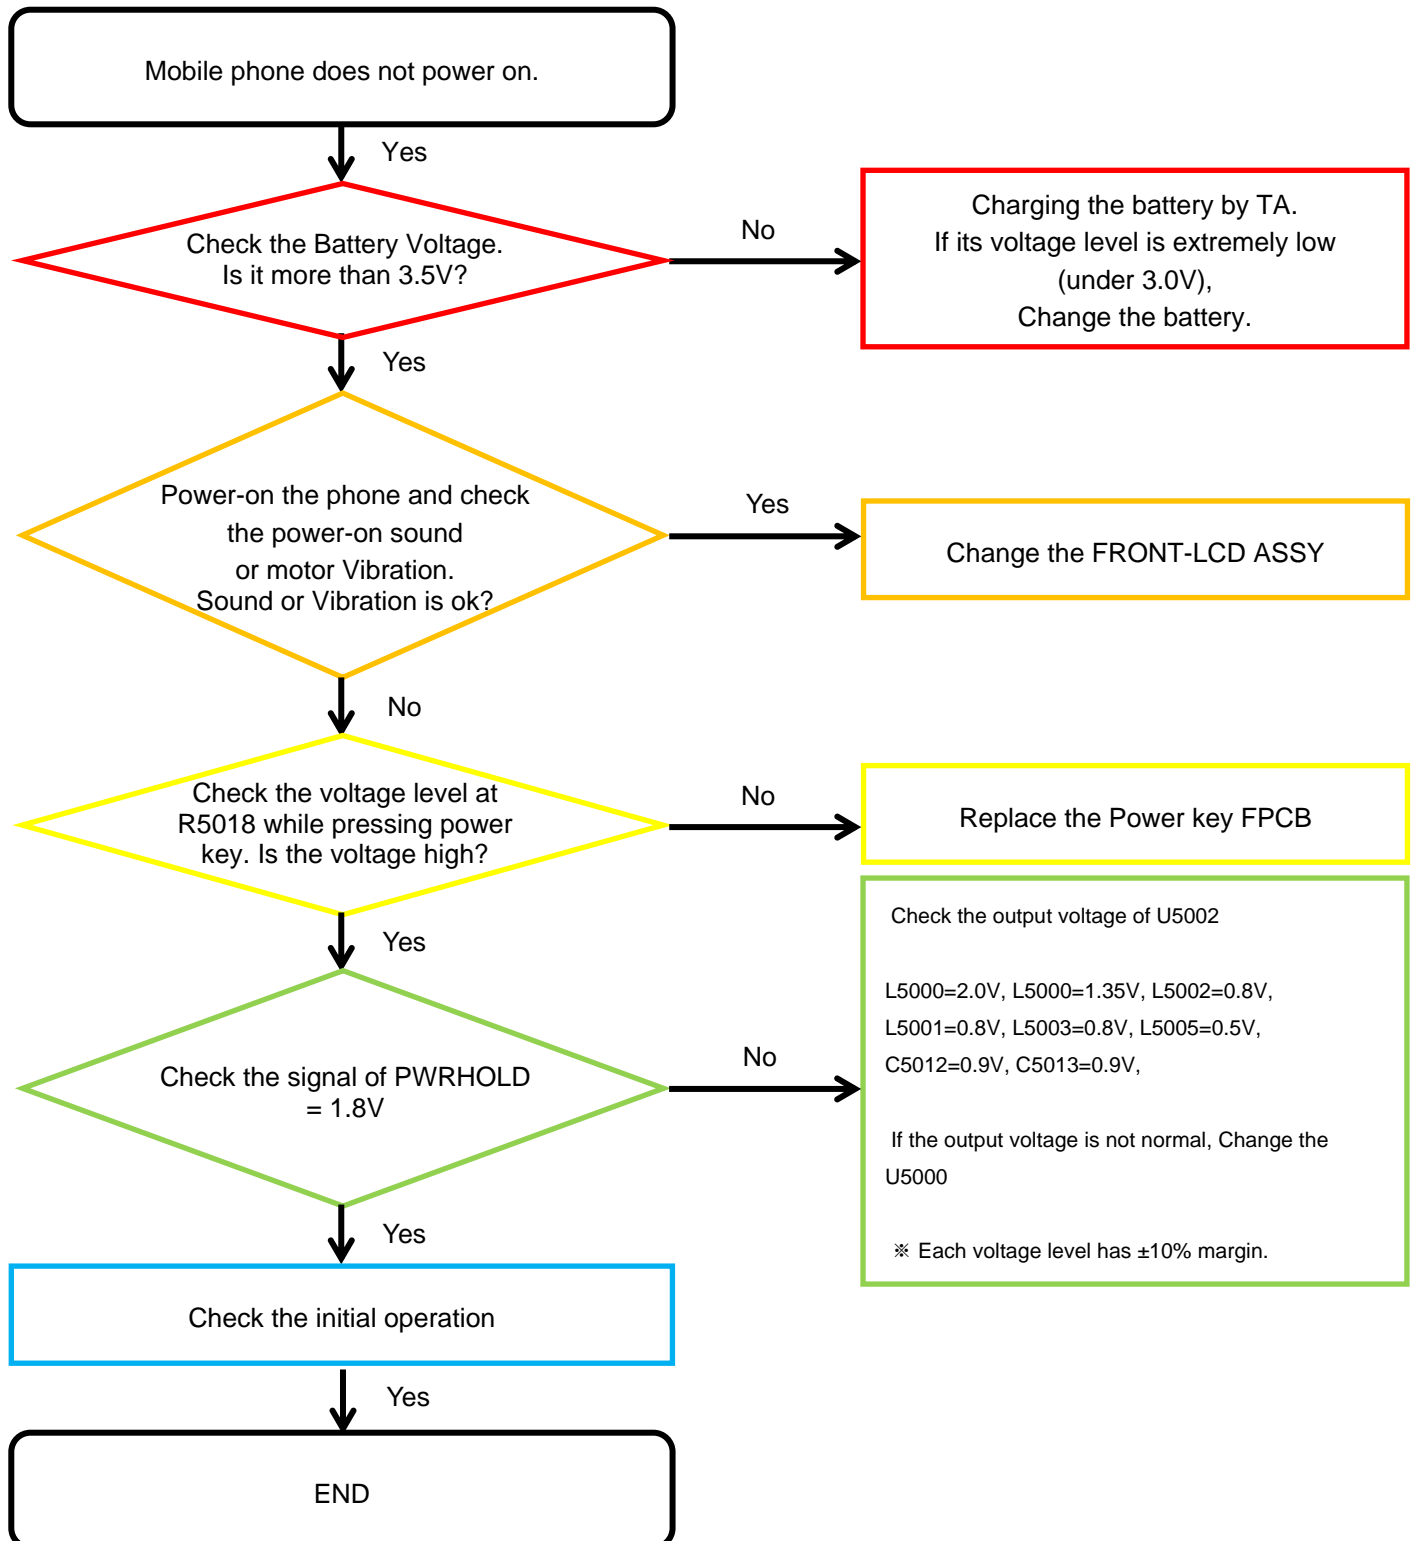 Mobile phone does not power on.
Yes
Check the Battery Voltage.
Is it more than 3.5V?
No
Charging the battery by TA.
If its voltage level is extremely low
(under 3.0V),
Change the battery.
Yes
Power-on the phone and check
the power-on sound
or motor Vibration.
Sound or Vibration is ok?
Yes
Change the FRONT-LCD ASSY
No
Check the voltage level at
R5018 while pressing power
key. Is the voltage high?
No
Replace the Power key FPCB
Yes
Check the signal of PWRHOLD
= 1.8V
No
Check the output voltage of U5002
L5000=2.0V, L5000=1.35V, L5002=0.8V,
L5001=0.8V, L5003=0.8V, L5005=0.5V,
C5012=0.9V, C5013=0.9V,
If the output voltage is not normal, Change the
U5000
※ Each voltage level has ±10% margin.
Yes
Check the initial operation
Yes
END